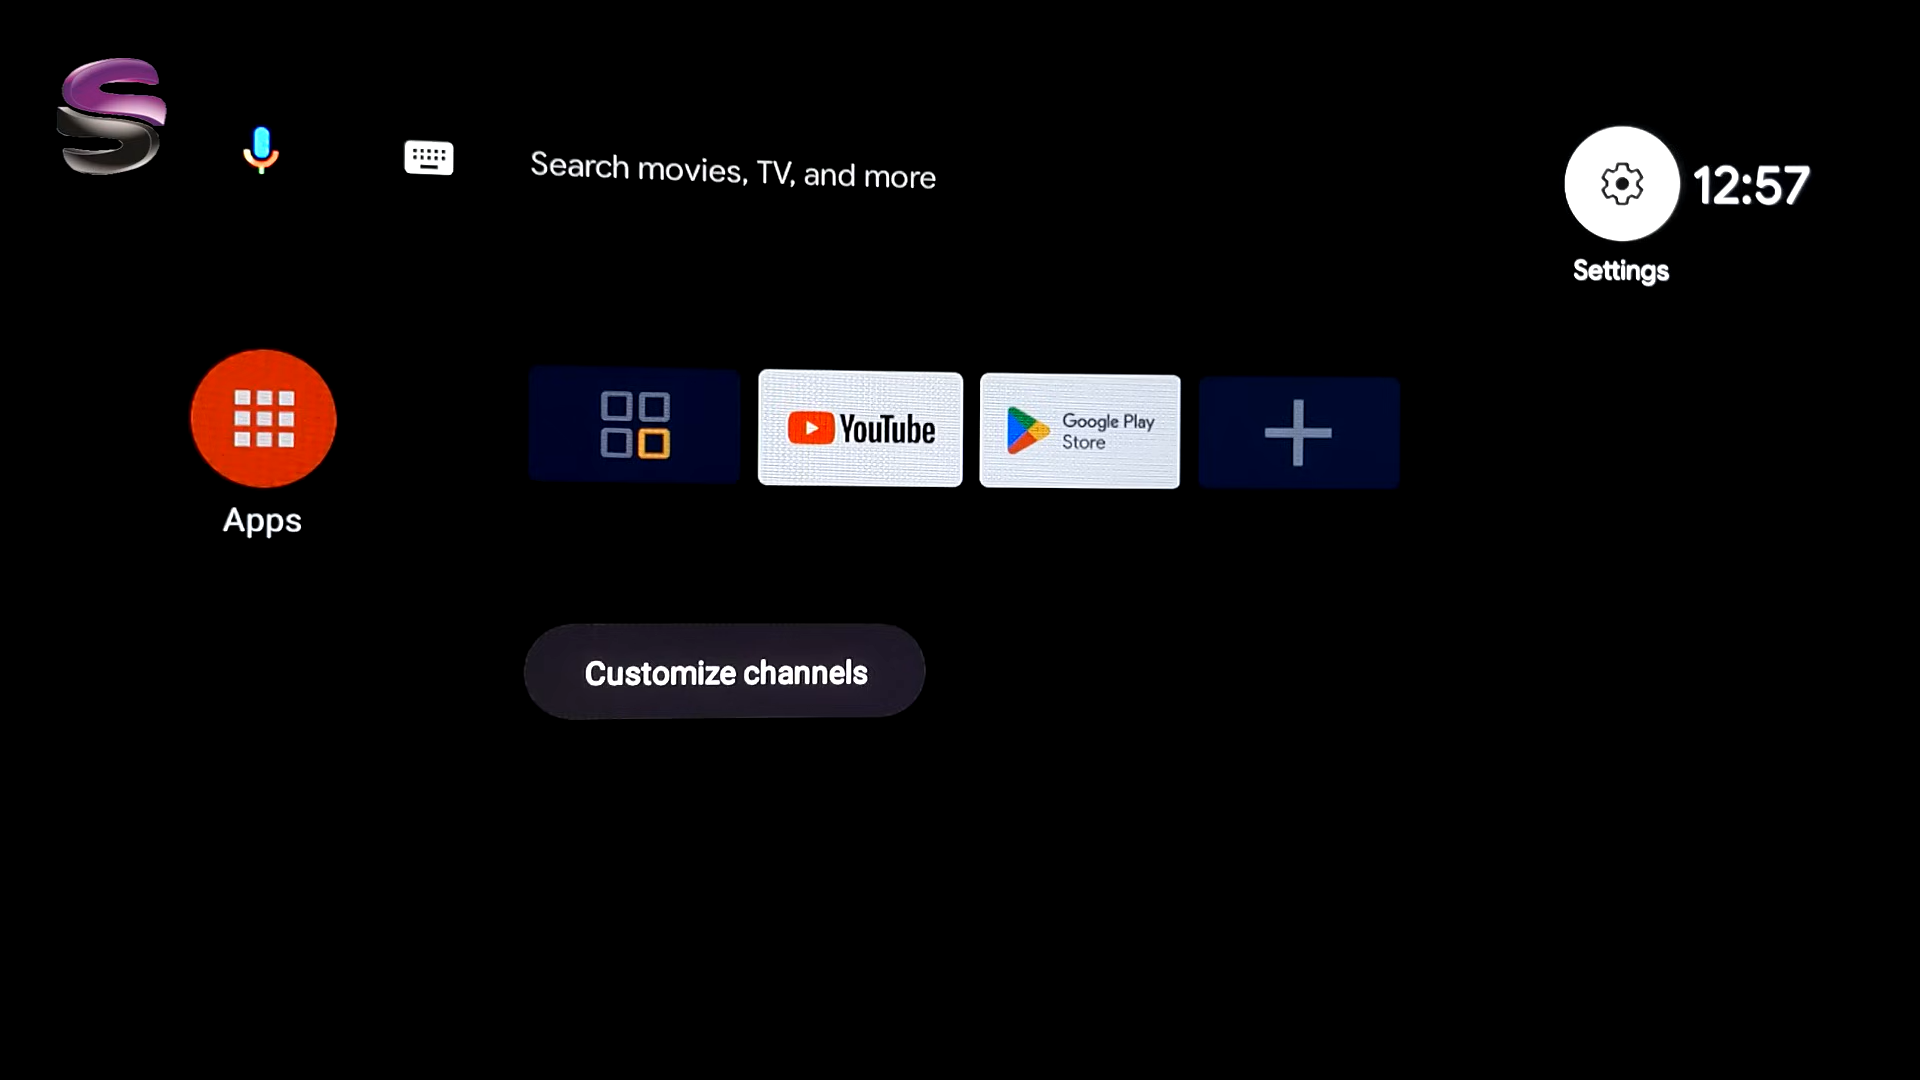 Search movies, TV, and more
12:57
Settings
YouTube
Google Play
Store
Apps
Customize channels